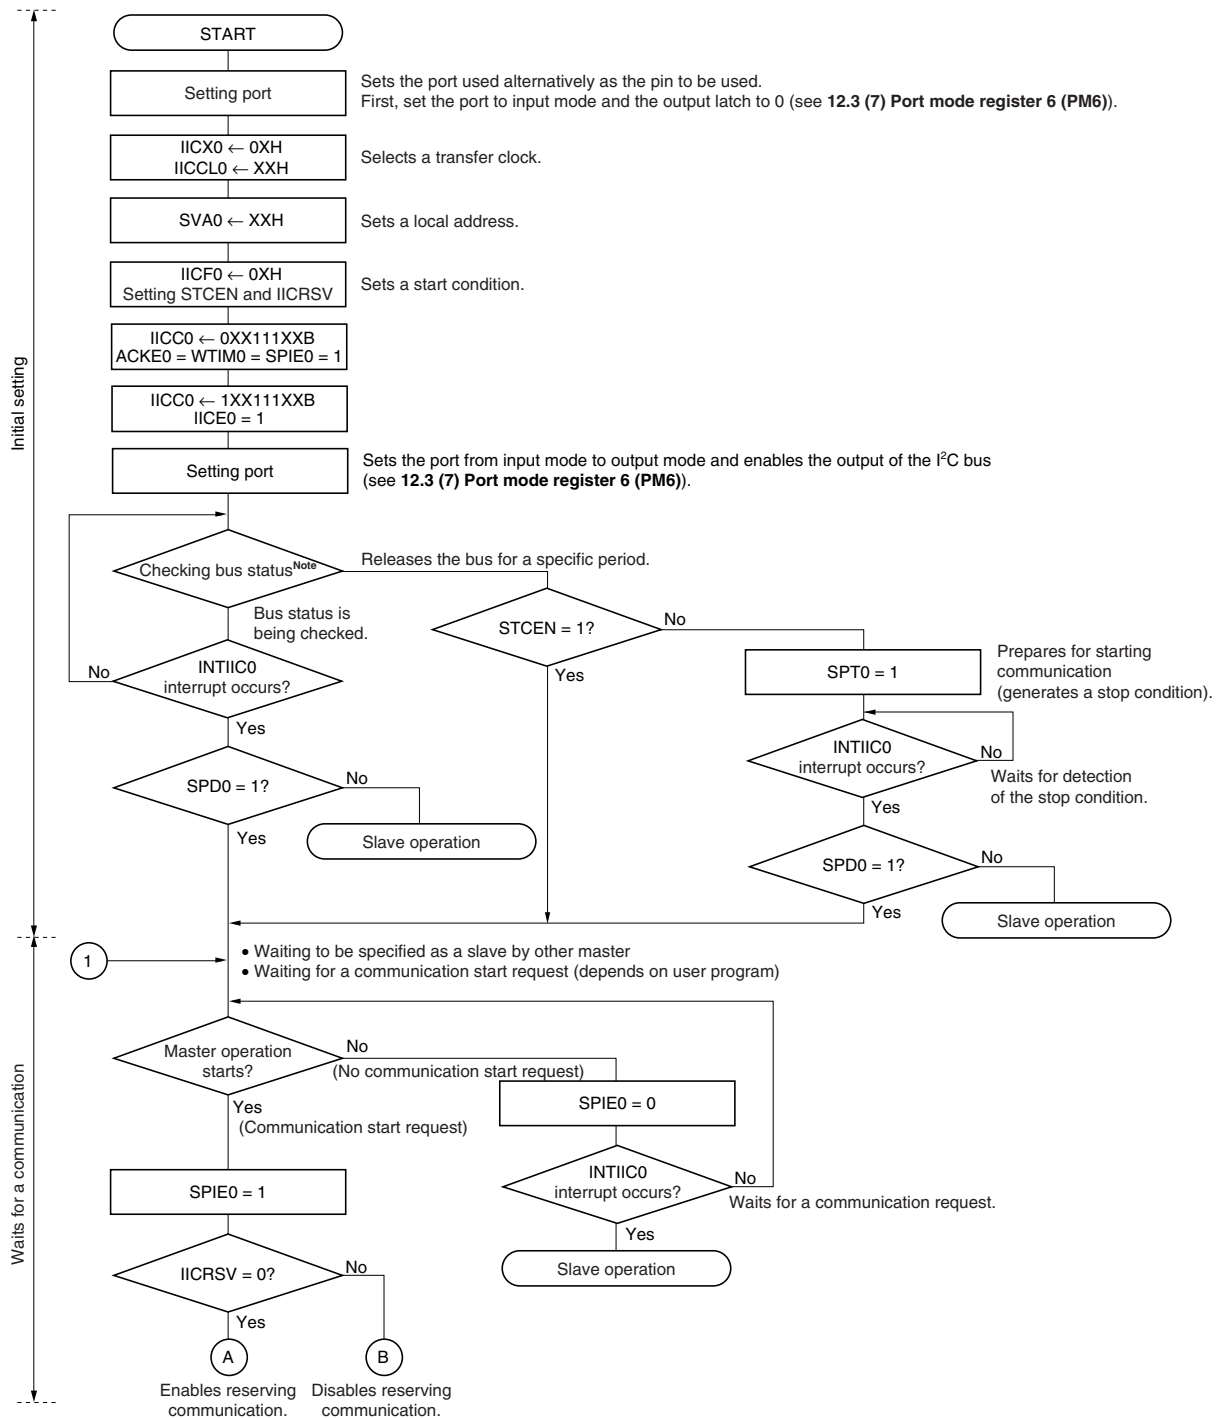 START
Setting port
Sets the port used alternatively as the pin to be used.
First, set the port to input mode and the output latch to 0 (see 12.3 (7) Port mode register 6 (PM6)).
IICX0 ← 0XH
IICCL0 ← XXH
Selects a transfer clock.
SVA0 ← XXH
Sets a local address.
IICF0 ← 0XH
Setting STCEN and IICRSV
Sets a start condition.
IICC0 ← 0XX111XXB
ACKE0 = WTIM0 = SPIE0 = 1
IICC0 ← 1XX111XXB
IICE0 = 1
Initial setting
Setting port
Sets the port from input mode to output mode and enables the output of the I²C bus
(see 12.3 (7) Port mode register 6 (PM6)).
Checking bus statusNote
Releases the bus for a specific period.
Bus status is
being checked.
STCEN = 1?
No
Yes
INTIIC0
interrupt occurs?
No
Yes
SPT0 = 1
Prepares for starting
communication
(generates a stop condition).
INTIIC0
interrupt occurs?
No
Waits for detection
of the stop condition.
Yes
SPD0 = 1?
No
Yes
Slave operation
SPD0 = 1?
No
Yes
Slave operation
1
• Waiting to be specified as a slave by other master
• Waiting for a communication start request (depends on user program)
Waits for a communication
Master operation
starts?
No
(No communication start request)
Yes
(Communication start request)
SPIE0 = 0
INTIIC0
interrupt occurs?
No
Waits for a communication request.
Yes
Slave operation
SPIE0 = 1
IICRSV = 0?
No
Yes
A
B
Enables reserving
communication.
Disables reserving
communication.